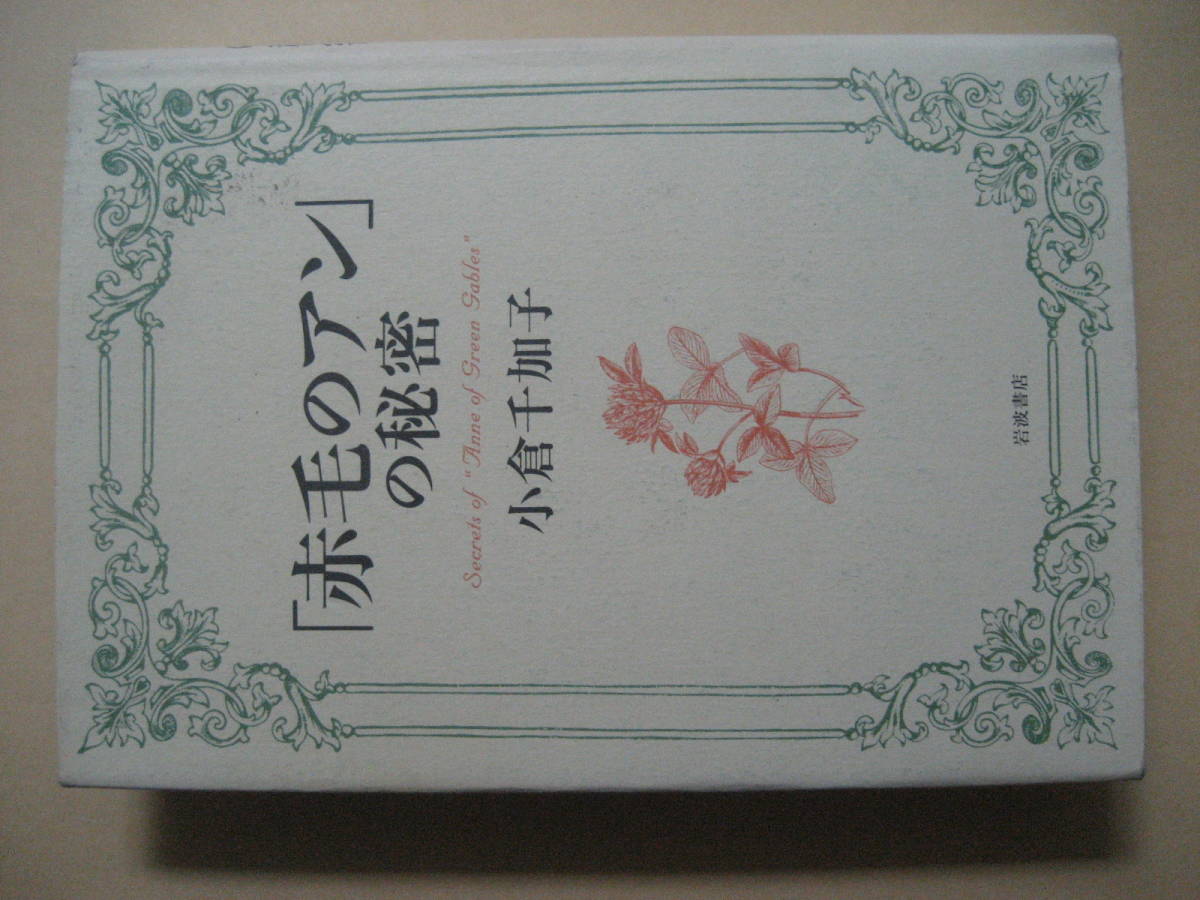 「赤毛のアン」
の秘密
Secrets of "Anne of Green Gables"
小倉千加子
岩波書店